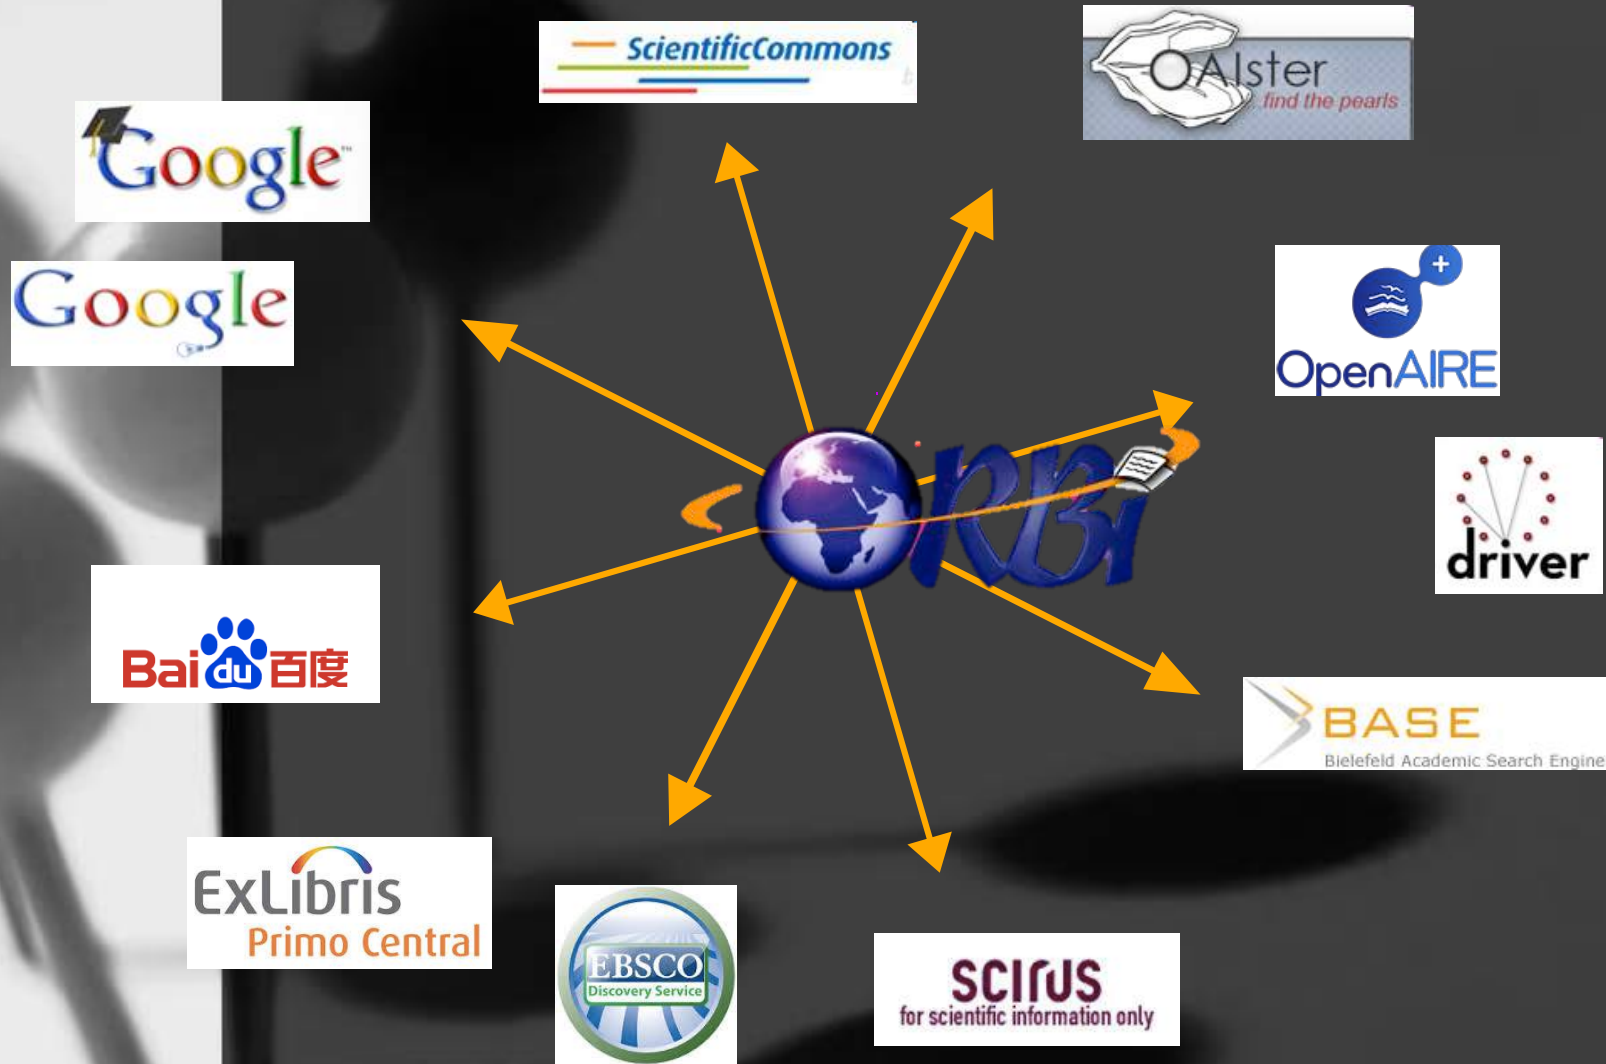 ScientificCommons
OAIster
find the pearls
Google™
Google
OpenAIRE
driver
ORBi
Baidu百度
BASE
Bielefeld Academic Search Engine
ExLibris
Primo Central
EBSCO
Discovery Service
SCIRUS
for scientific information only